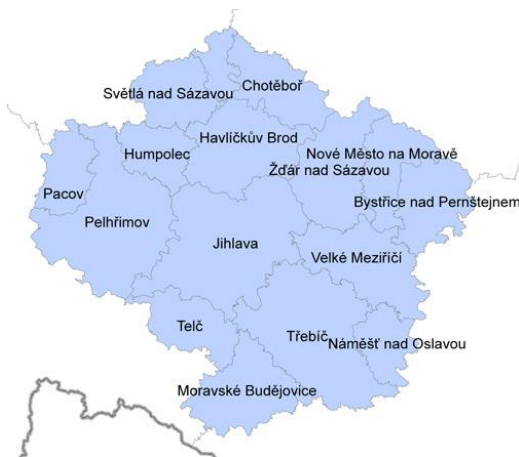 Chotěboř
Světlá nad Sázavou
Havlíčkův Brod
Humpolec
Nové Město na Moravě
Žďár nad Sázavou
Pacov
Bystřice nad Pernštejnem
Pelhřimov
Jihlava
Velké Meziříčí
Telč
Třebíč
Náměšť nad Oslavou
Moravské Budějovice